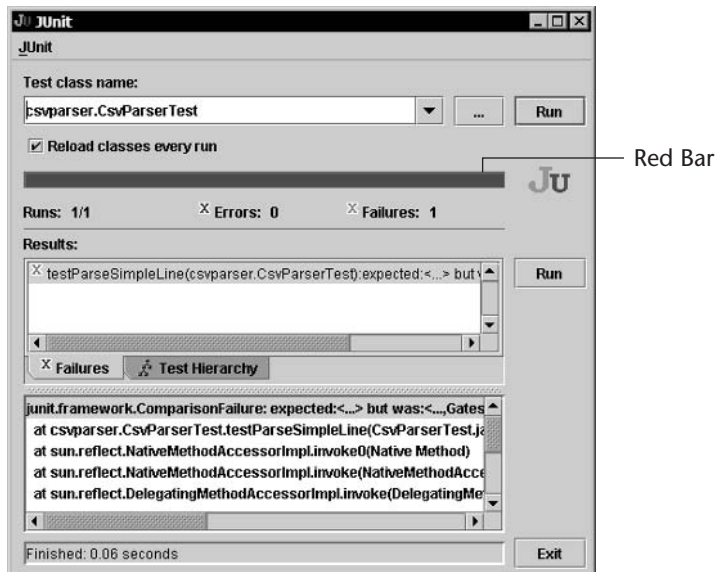 JU JUnit
JUnit
Test class name:
csvparser.CsvParserTest
...
Run
Reload classes every run
Red Bar
JU
Runs: 1/1
X Errors: 0
X Failures: 1
Results:
X testParseSimpleLine(csvparser.CsvParserTest):expected:<...> but
Run
X Failures
Test Hierarchy
junit.framework.ComparisonFailure: expected:<...> but was:<...,Gates
at csvparser.CsvParserTest.testParseSimpleLine(CsvParserTest.ja
at sun.reflect.NativeMethodAccessorImpl.invoke0(Native Method)
at sun.reflect.NativeMethodAccessorImpl.invoke(NativeMethodAcce
at sun.reflect.DelegatingMethodAccessorImpl.invoke(DelegatingMe
Finished: 0.06 seconds
Exit